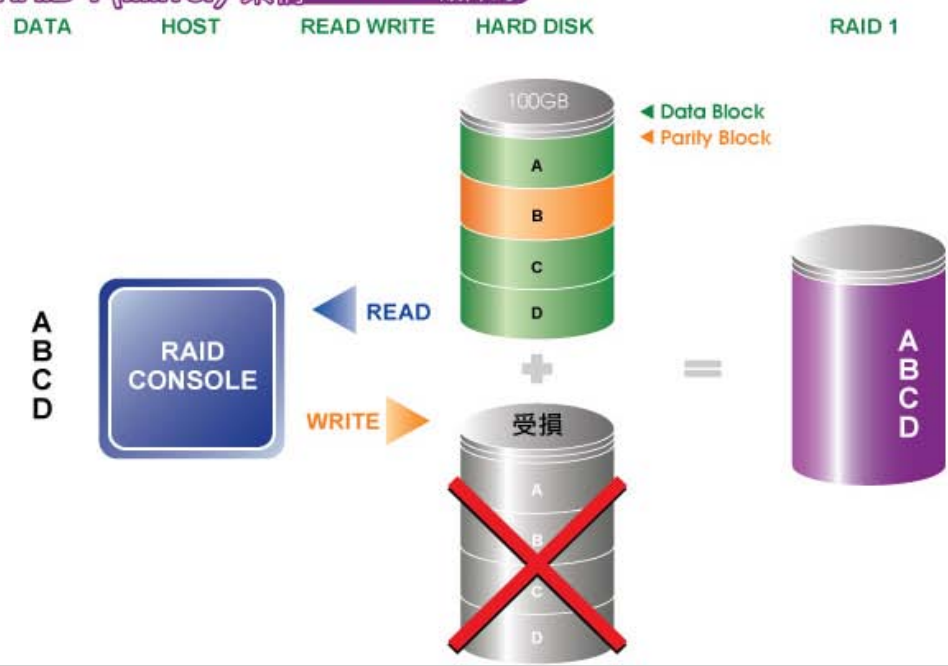 DATA
HOST
READ WRITE
HARD DISK
RAID 1
100GB
Data Block
Parity Block
A
B
C
D
READ
A
B
C
D
RAID
CONSOLE
WRITE
受損
A
B
C
D
A
B
C
D